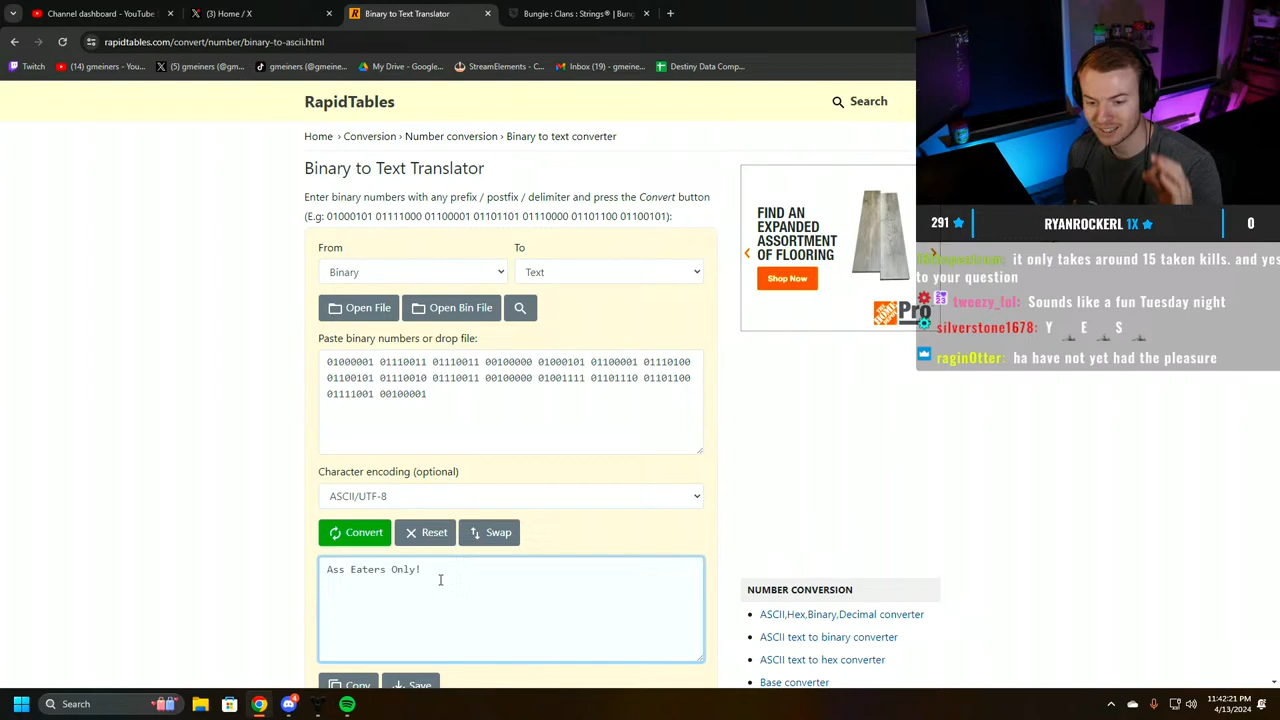 Channel dashboard - YouTube
(3) Home / X
Binary to Text Translator
Bungie : Clans : Strings® | Bung
rapidtables.com/convert/number/binary-to-ascii.html
Twitch
(14) gmeiners - You...
(5) gmeiners (@gm...
gmeiners (@gmeine...
My Drive - Google...
StreamElements - C...
Inbox (19) - gmeine...
Destiny Data Comp...
RapidTables
Search
Home › Conversion › Number conversion › Binary to text converter
Binary to Text Translator
Enter binary numbers with any prefix / postfix / delimiter and press the Convert button
(E.g: 01000101 01111000 01100001 01101101 01110000 01101100 01100101):
From
To
Binary
Text
Open File
Open Bin File
Paste binary numbers or drop file:
01000001 01110011 01110011 00100000 01000101 01100001 01110100
01100101 01110010 01110011 00100000 01001111 01101110 01101100
01111001 00100001
Character encoding (optional)
ASCII/UTF-8
Convert
Reset
Swap
Ass Eaters Only!
Copy
Save
FIND AN
EXPANDED
ASSORTMENT
OF FLOORING
Shop Now
Pro
NUMBER CONVERSION
ASCII,Hex,Binary,Decimal converter
ASCII text to binary converter
ASCII text to hex converter
Base converter
291
RYANROCKERL 1X
0
it only takes around 15 taken kills. and yes
to your question
tweezy_fol: Sounds like a fun Tuesday night
silverstone1678: Y E S
ragin0tter: ha have not yet had the pleasure
Search
11:42:21 PM
4/13/2024